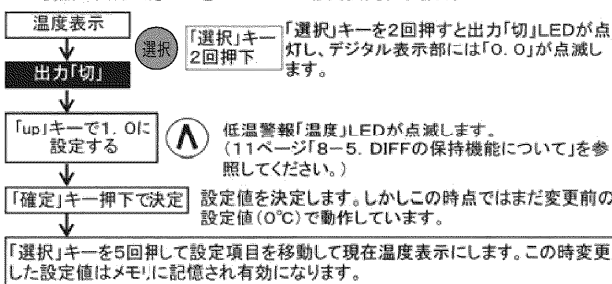 温度表示
選択
「選択」キー
2回押下
「選択」キーを2回押すと出力「切」LEDが点
灯し、デジタル表示部には「0. 0」が点滅し
ます。
出力「切」
「up」キーで1. 0に
設定する
低温警報「温度」LEDが点滅します。
(11ページ「8-5. DIFFの保持機能について」を参
照してください。)
「確定」キー押下で決定
設定値を決定します。しかしこの時点ではまだ変更前の
設定値(0℃)で動作しています。
「選択」キーを5回押して設定項目を移動して現在温度表示にします。この時変更
した設定値はメモリに記憶され有効になります。